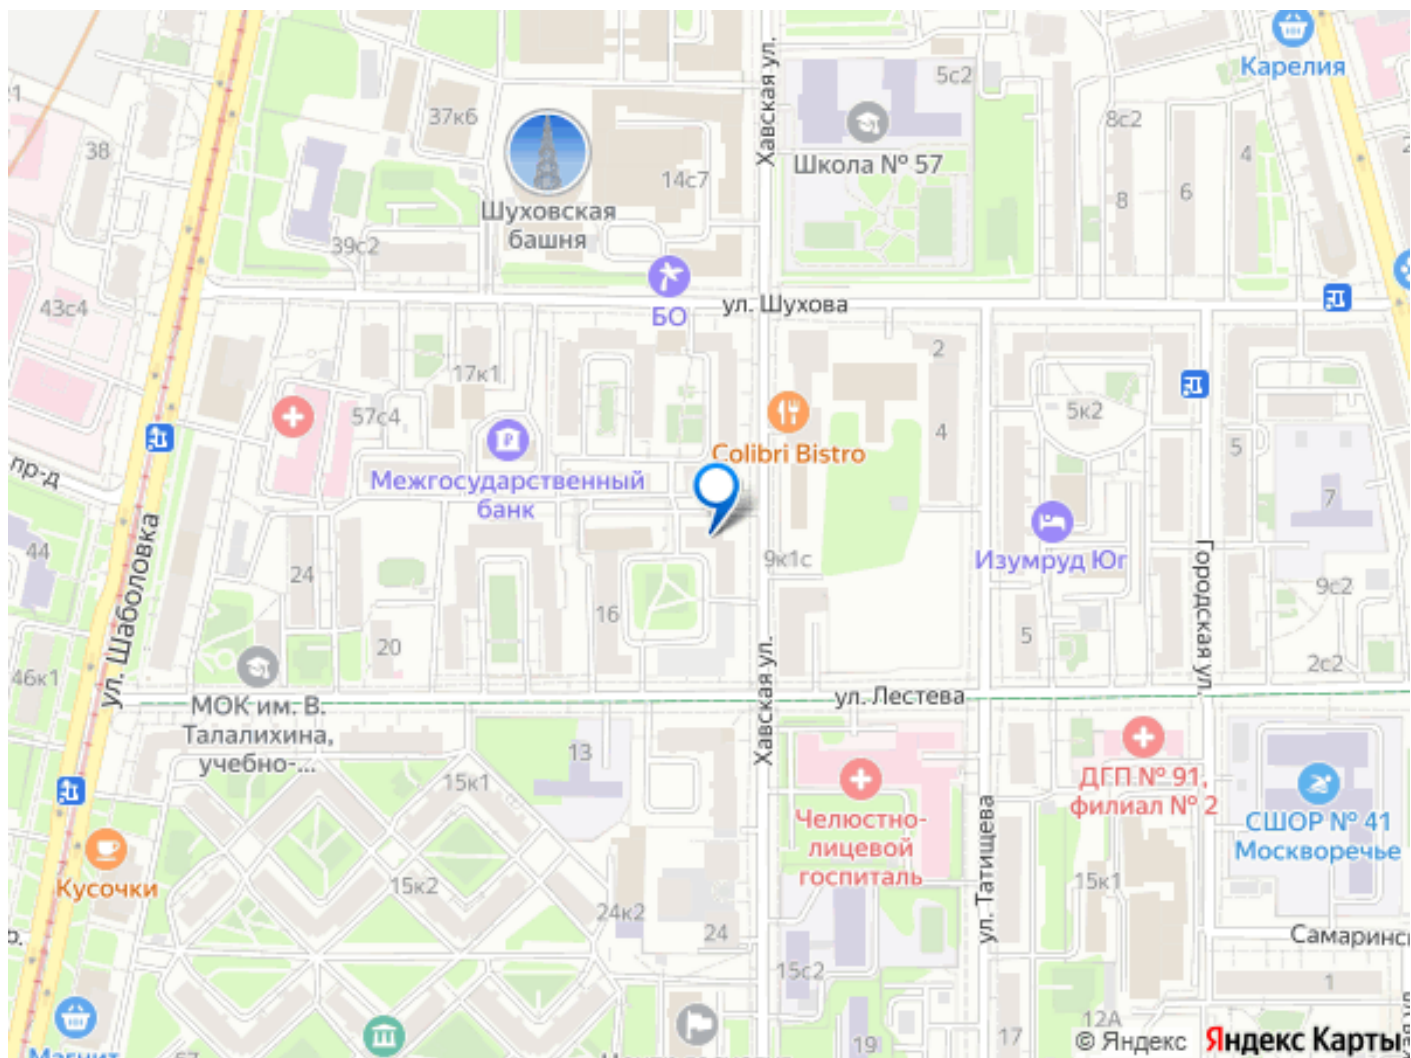 Карелия
5с2
37к6
8с2
38
Школа № 57
4
14с7
8
6
Шуховская
башня
39с2
43с4
БО
ул. Шухова
2
17к1
57с4
5к2
4
5
Colibri Bistro
Межгосударственный
банк
пр-д
7
44
24
9к1с
Изумруд Юг
9с2
16
5
20
2с2
46к1
ул. Шаболовка
Хавская ул.
Хавская ул.
Городская ул.
ул. Лестева
МОК им. В.
Талалихина,
учебно-...
13
15к1
ДГП № 91,
филиал № 2
Челюстно-
лицевой
госпиталь
СШОР № 41
Москворечье
Кусочки
15к2
15к1
ул. Татищева
24к2
24
Самаринск
15с2
1
12А
17
19
57
Магнит
© Яндекс
Яндекс Карты